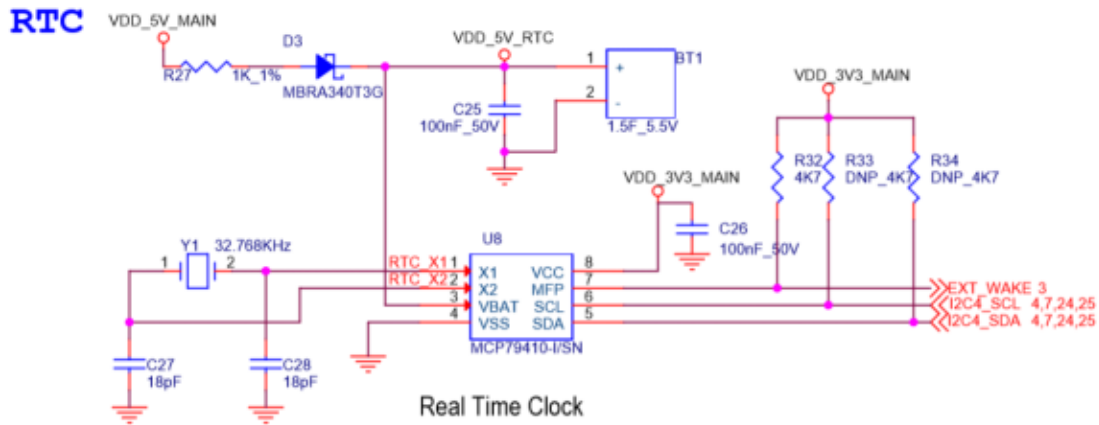 RTC
VDD_5V_MAIN
D3
VDD_5V_RTC
R27
1K_1%
MBRA340T3G
1
+
BT1
2
-
C25
100nF_50V
1.5F_5.5V
VDD_3V3_MAIN
R32
4K7
R33
DNP_4K7
R34
DNP_4K7
VDD_3V3_MAIN
C26
100nF_50V
Y1
32.768KHz
1
2
U8
RTC_X1 1
X1
VCC
8
RTC_X2 2
X2
MFP
7
EXT_WAKE 3
3
VBAT
SCL
6
I2C4_SCL 4,7,24,25
4
VSS
SDA
5
I2C4_SDA 4,7,24,25
MCP79410-I/SN
C27
18pF
C28
18pF
Real Time Clock